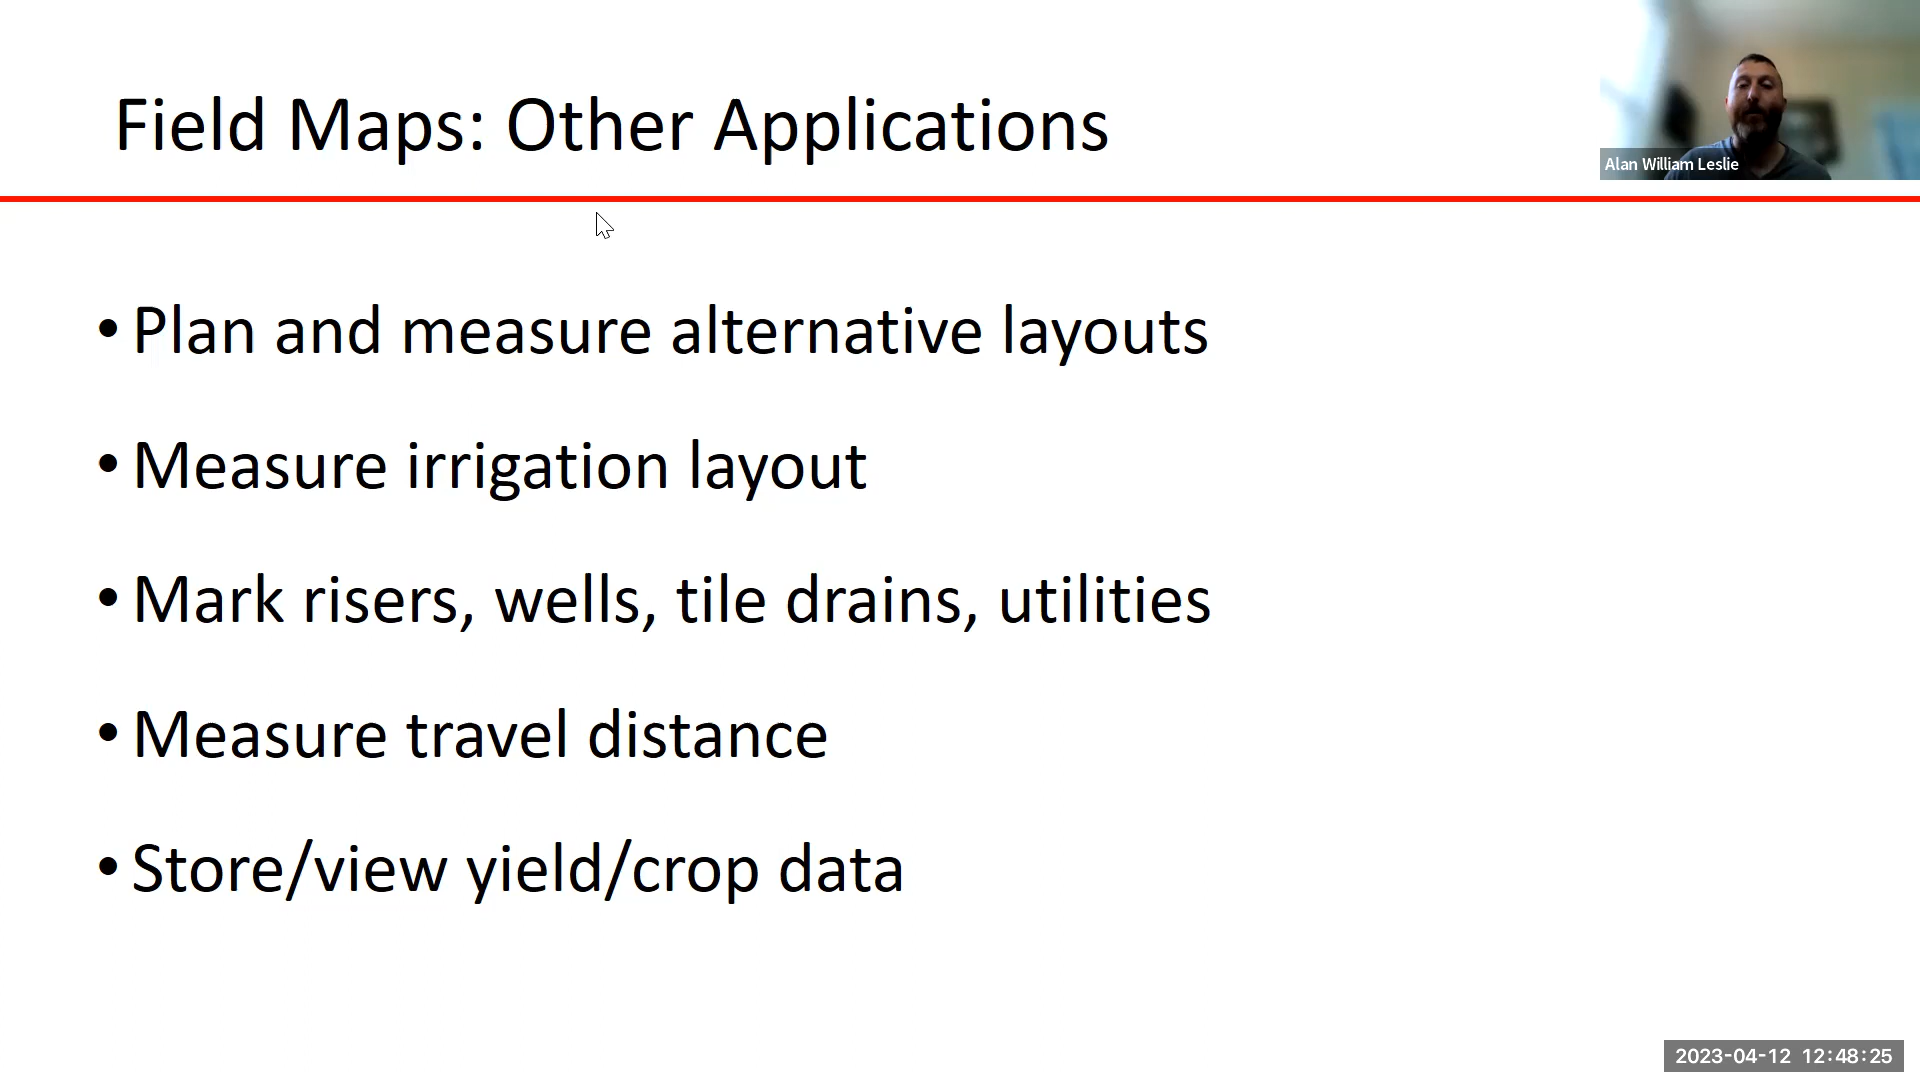 Field Maps: Other Applications
Alan William Leslie
• Plan and measure alternative layouts
• Measure irrigation layout
• Mark risers, wells, tile drains, utilities
• Measure travel distance
• Store/view yield/crop data
2023-04-12 12:48:25